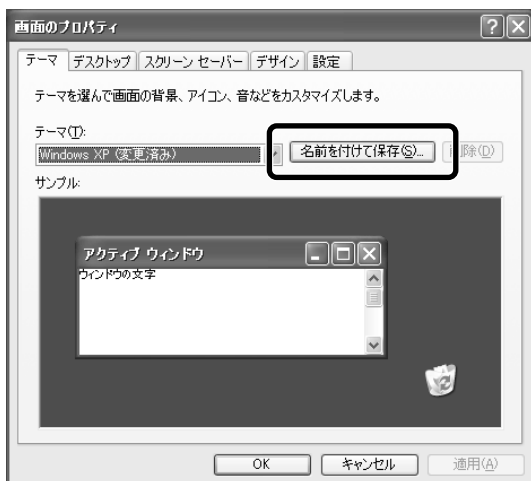 画面のプロパティ
テーマ デスクトップ スクリーン セーバー デザイン 設定
テーマを選んで画面の背景、アイコン、音などをカスタマイズします。
テーマ(T):
Windows XP (変更済み) 名前を付けて保存(S)... 除(D)
サンプル:
アクティブ ウィンドウ
ウィンドウの文字
OK キャンセル 適用(A)